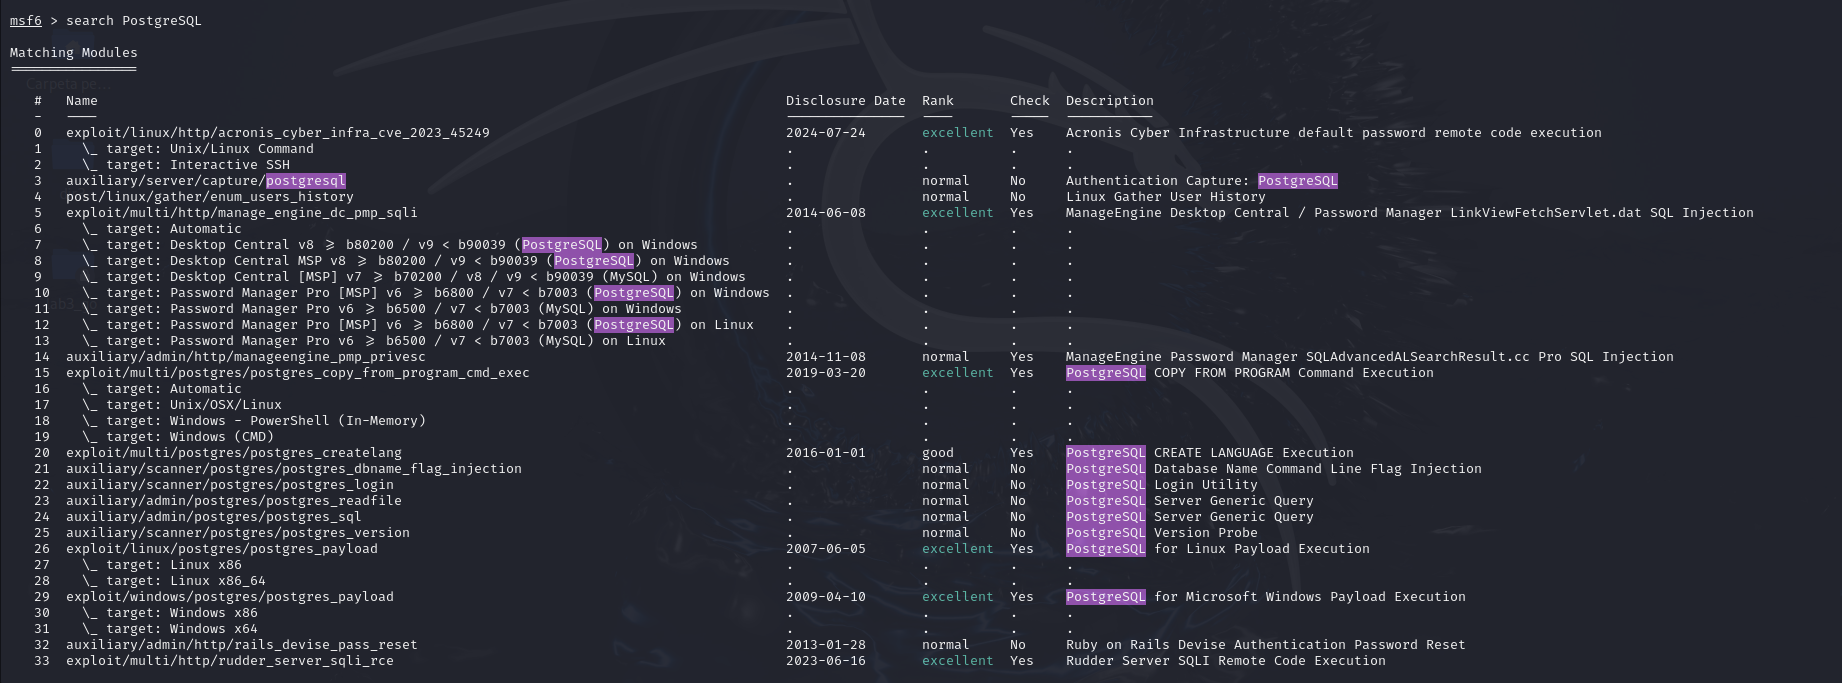 msf6 > search PostgreSQL
Matching Modules
================
Carpeta pe...
#   Name   Disclosure Date   Rank   Check   Description
-   ----   ---------------   ----   -----   -----------
0   exploit/linux/http/acronis_cyber_infra_cve_2023_45249   2024-07-24   excellent   Yes   Acronis Cyber Infrastructure default password remote code execution
1     \_ target: Unix/Linux Command   .   .   .   .
2     \_ target: Interactive SSH   .   .   .   .
3   auxiliary/server/capture/postgresql   .   normal   No   Authentication Capture: PostgreSQL
4   post/linux/gather/enum_users_history   .   normal   No   Linux Gather User History
5   exploit/multi/http/manage_engine_dc_pmp_sqli   2014-06-08   excellent   Yes   ManageEngine Desktop Central / Password Manager LinkViewFetchServlet.dat SQL Injection
6     \_ target: Automatic   .   .   .   .
7     \_ target: Desktop Central v8 >= b80200 / v9 < b90039 (PostgreSQL) on Windows   .   .   .   .
8     \_ target: Desktop Central MSP v8 >= b80200 / v9 < b90039 (PostgreSQL) on Windows   .   .   .   .
9     \_ target: Desktop Central [MSP] v7 >= b70200 / v8 / v9 < b90039 (MySQL) on Windows   .   .   .   .
10     \_ target: Password Manager Pro [MSP] v6 >= b6800 / v7 < b7003 (PostgreSQL) on Windows   .   .   .   .
11     \_ target: Password Manager Pro v6 >= b6500 / v7 < b7003 (MySQL) on Windows   .   .   .   .
12     \_ target: Password Manager Pro [MSP] v6 >= b6800 / v7 < b7003 (PostgreSQL) on Linux   .   .   .   .
13     \_ target: Password Manager Pro v6 >= b6500 / v7 < b7003 (MySQL) on Linux   .   .   .   .
14   auxiliary/admin/http/manageengine_pmp_privesc   2014-11-08   normal   Yes   ManageEngine Password Manager SQLAdvancedALSearchResult.cc Pro SQL Injection
15   exploit/multi/postgres/postgres_copy_from_program_cmd_exec   2019-03-20   excellent   Yes   PostgreSQL COPY FROM PROGRAM Command Execution
16     \_ target: Automatic   .   .   .   .
17     \_ target: Unix/OSX/Linux   .   .   .   .
18     \_ target: Windows - PowerShell (In-Memory)   .   .   .   .
19     \_ target: Windows (CMD)   .   .   .   .
20   exploit/multi/postgres/postgres_createlang   2016-01-01   good   Yes   PostgreSQL CREATE LANGUAGE Execution
21   auxiliary/scanner/postgres/postgres_dbname_flag_injection   .   normal   No   PostgreSQL Database Name Command Line Flag Injection
22   auxiliary/scanner/postgres/postgres_login   .   normal   No   PostgreSQL Login Utility
23   auxiliary/admin/postgres/postgres_readfile   .   normal   No   PostgreSQL Server Generic Query
24   auxiliary/admin/postgres/postgres_sql   .   normal   No   PostgreSQL Server Generic Query
25   auxiliary/scanner/postgres/postgres_version   .   normal   No   PostgreSQL Version Probe
26   exploit/linux/postgres/postgres_payload   2007-06-05   excellent   Yes   PostgreSQL for Linux Payload Execution
27     \_ target: Linux x86   .   .   .   .
28     \_ target: Linux x86_64   .   .   .   .
29   exploit/windows/postgres/postgres_payload   2009-04-10   excellent   Yes   PostgreSQL for Microsoft Windows Payload Execution
30     \_ target: Windows x86   .   .   .   .
31     \_ target: Windows x64   .   .   .   .
32   auxiliary/admin/http/rails_devise_pass_reset   2013-01-28   normal   No   Ruby on Rails Devise Authentication Password Reset
33   exploit/multi/http/rudder_server_sqli_rce   2023-06-16   excellent   Yes   Rudder Server SQLI Remote Code Execution